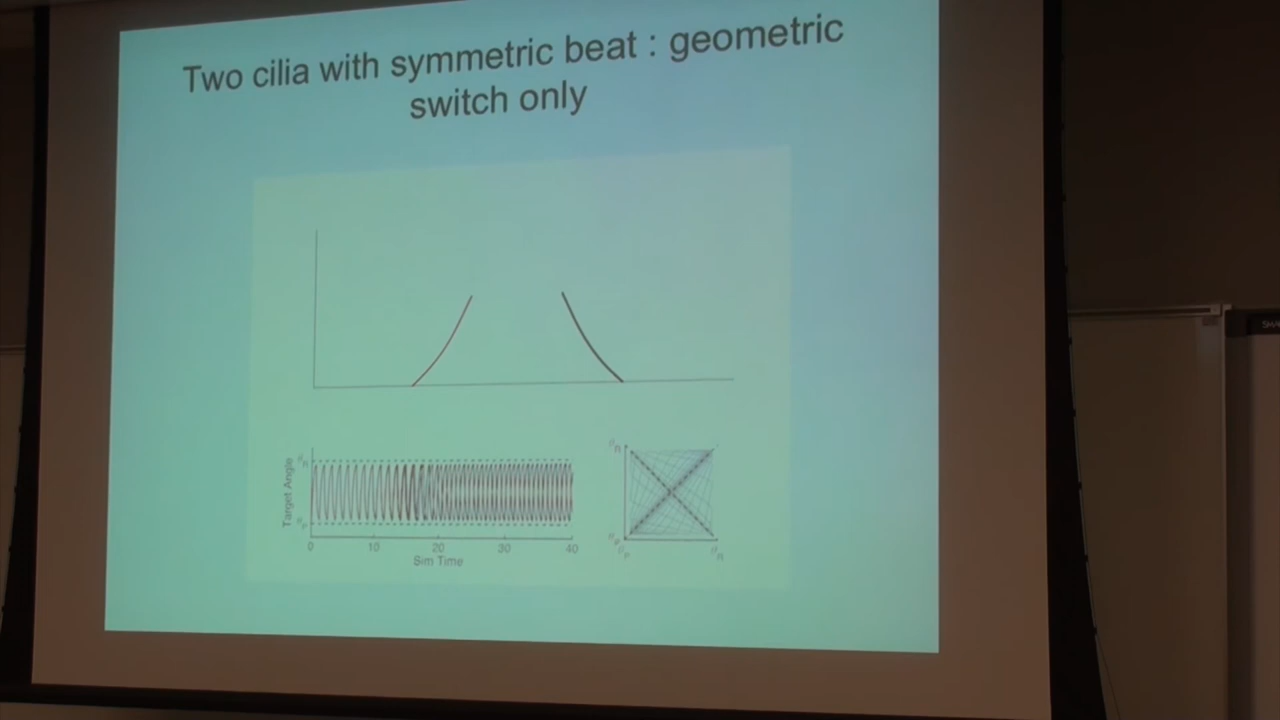 Two cilia with symmetric beat : geometric
switch only
Target Angle
0 10 20 30 40
Sim Time